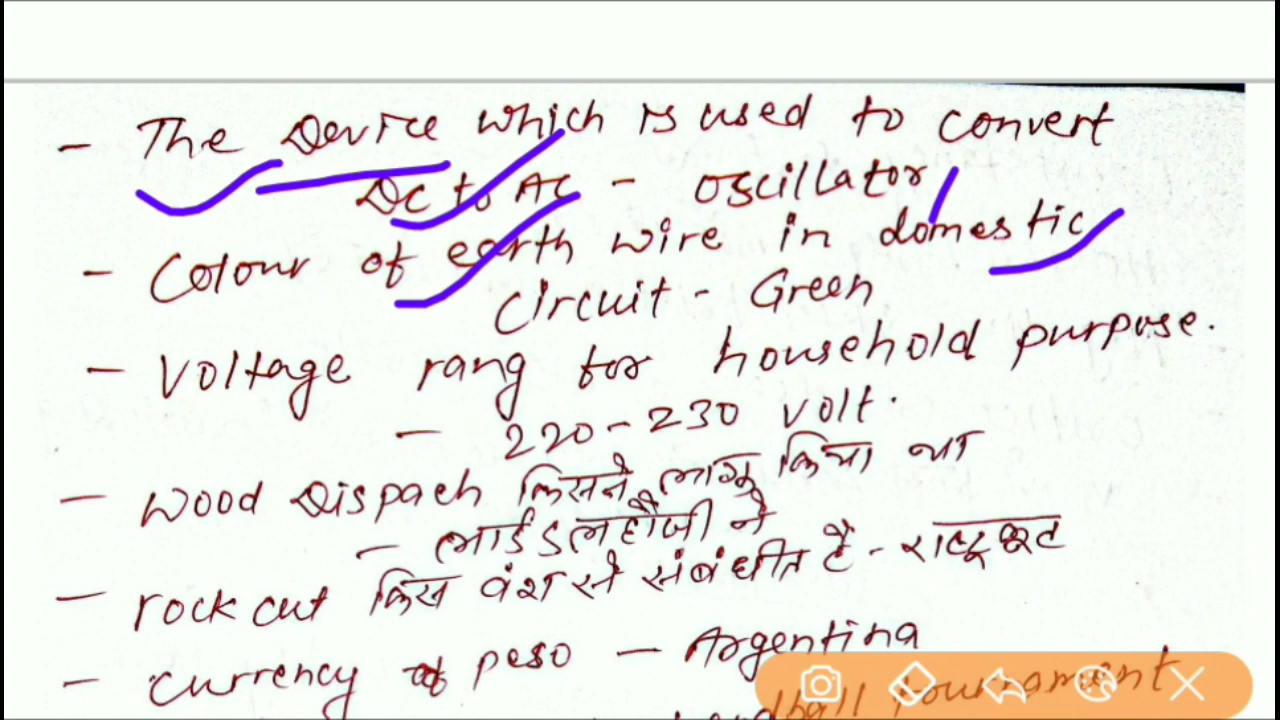 - The Device which is used to convert
DC to AC - oscillator
- Colour of earth wire in domestic
circuit - Green
- Voltage rang for household purpose.
- 220-230 volt.
- wood Dispach किसने लागू किया था
- लार्ड डलहौजी ने
- rock cut किस वंश से संबंधीत है - राष्ट्रकूट
- currency of peso - Argentina
tournament